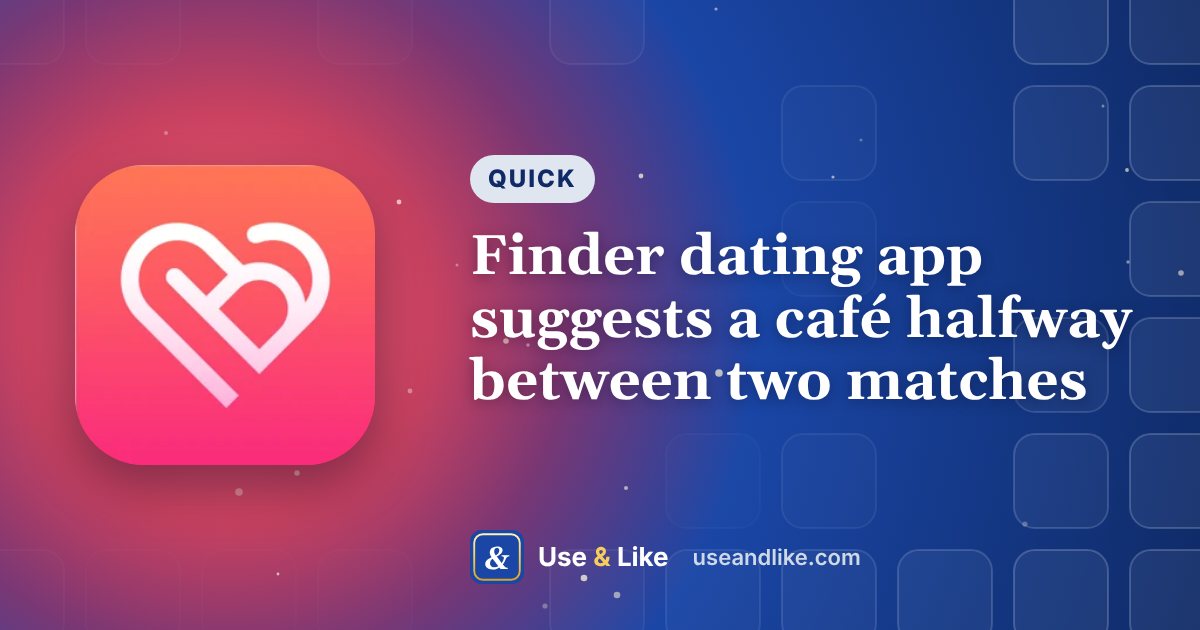 QUICK
Finder dating app
suggests a café halfway
between two matches
& Use & Like useandlike.com